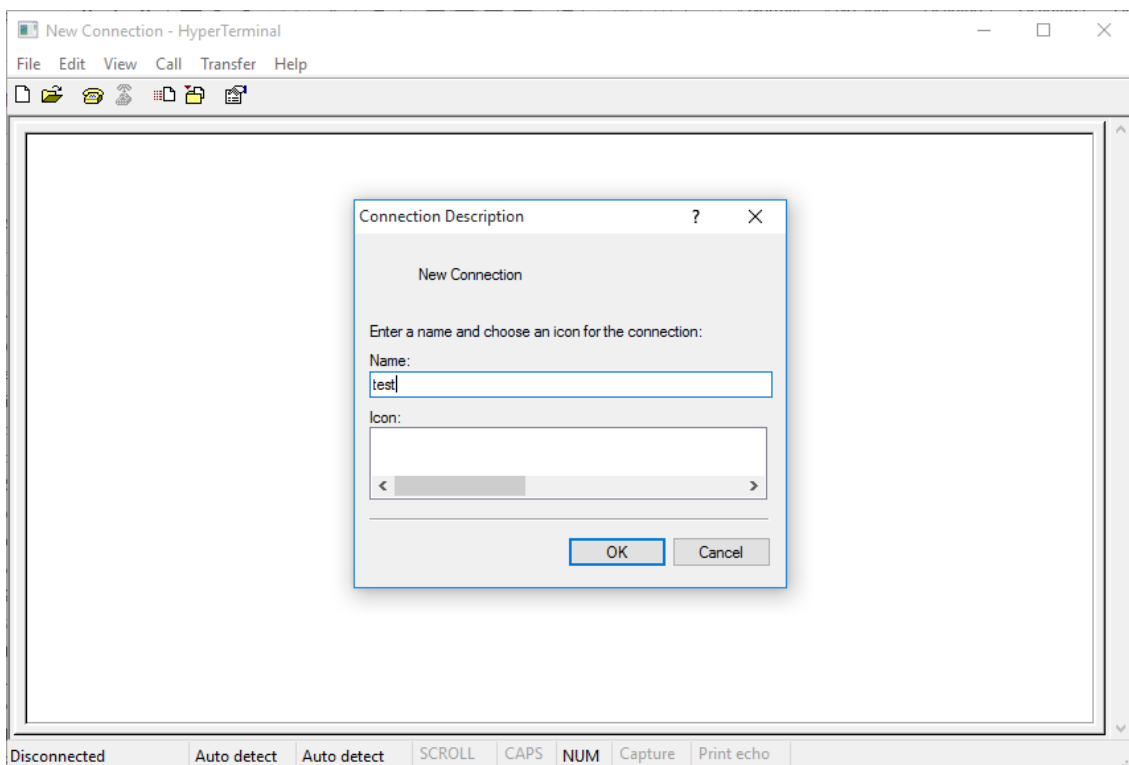 New Connection - HyperTerminal
File Edit View Call Transfer Help
Connection Description ?
New Connection
Enter a name and choose an icon for the connection:
Name:
test
Icon:
OK Cancel
Disconnected Auto detect Auto detect SCROLL CAPS NUM Capture Print echo